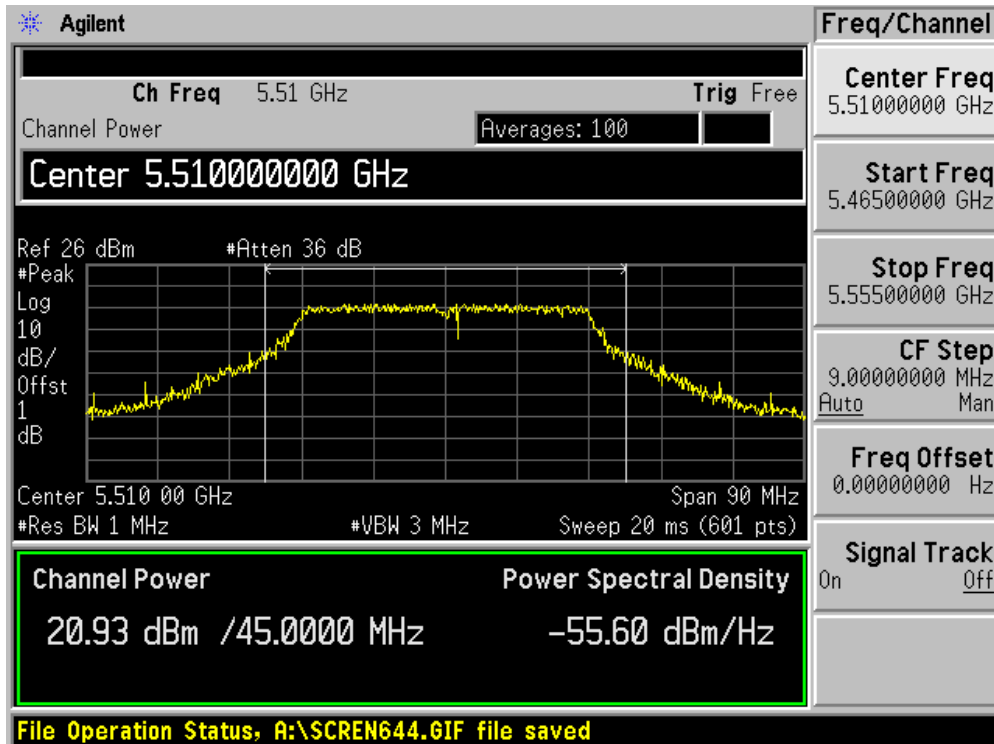 Agilent
Ch Freq 5.51 GHz Trig Free
Channel Power Averages: 100
Center 5.510000000 GHz
Ref 26 dBm #Atten 36 dB
#Peak
Log
10
dB/
Offst
1
dB
Center 5.510 00 GHz Span 90 MHz
#Res BW 1 MHz #VBW 3 MHz Sweep 20 ms (601 pts)
Channel Power Power Spectral Density
20.93 dBm /45.0000 MHz -55.60 dBm/Hz
File Operation Status, A:\SCREN644.GIF file saved
Freq/Channel
Center Freq
5.51000000 GHz
Start Freq
5.46500000 GHz
Stop Freq
5.55500000 GHz
CF Step
9.00000000 MHz
Auto Man
Freq Offset
0.00000000 Hz
Signal Track
On Off